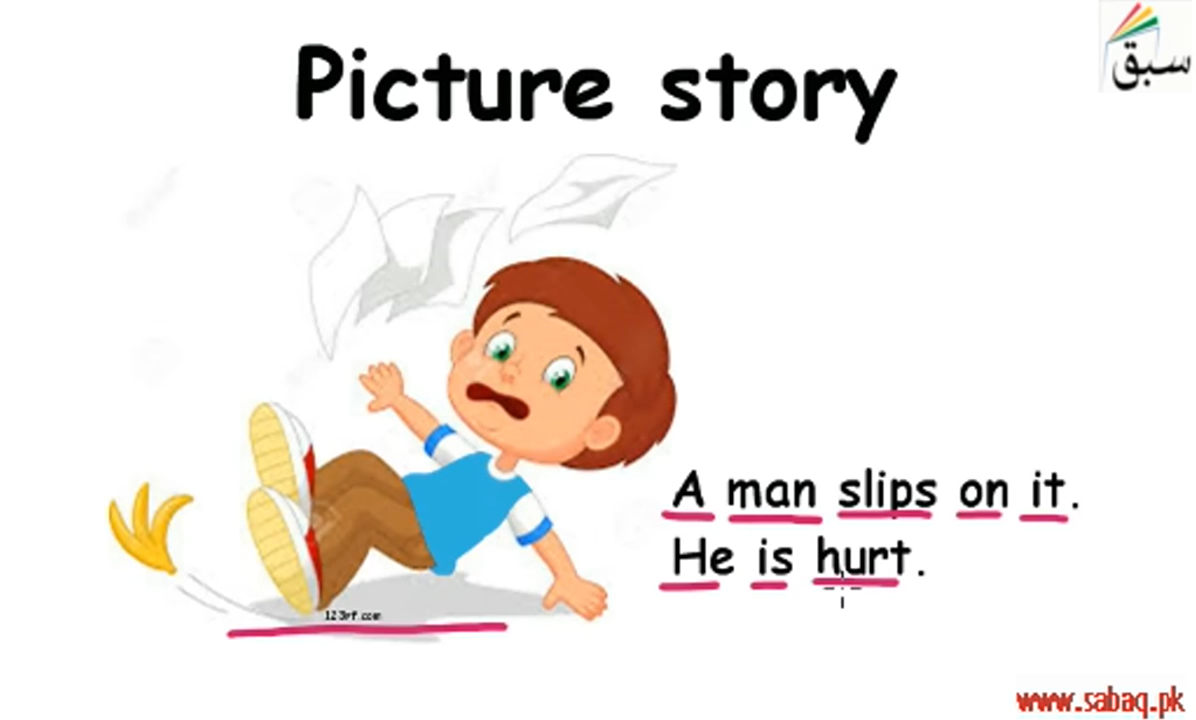 Picture story
سبق
A man slips on it.
He is hurt.
123rf.com
www.sabaq.pk